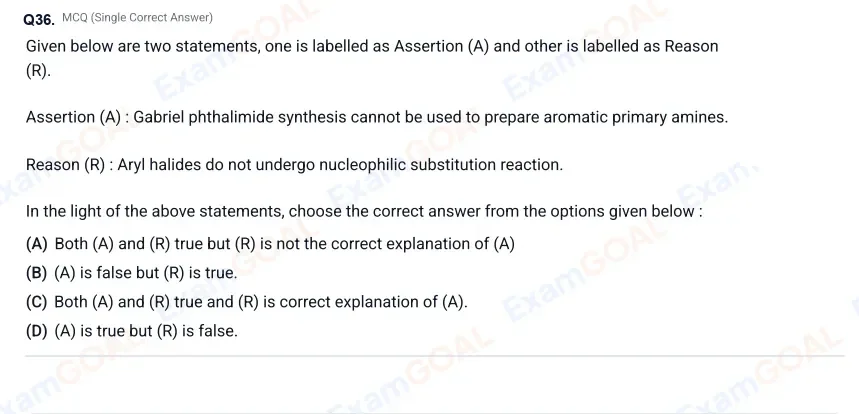 Q36. MCQ (Single Correct Answer)
Given below are two statements, one is labelled as Assertion (A) and other is labelled as Reason
(R).
Assertion (A) : Gabriel phthalimide synthesis cannot be used to prepare aromatic primary amines.
Reason (R) : Aryl halides do not undergo nucleophilic substitution reaction.
In the light of the above statements, choose the correct answer from the options given below :
(A) Both (A) and (R) true but (R) is not the correct explanation of (A)
(B) (A) is false but (R) is true.
(C) Both (A) and (R) true and (R) is correct explanation of (A).
(D) (A) is true but (R) is false.
ExamGOAL